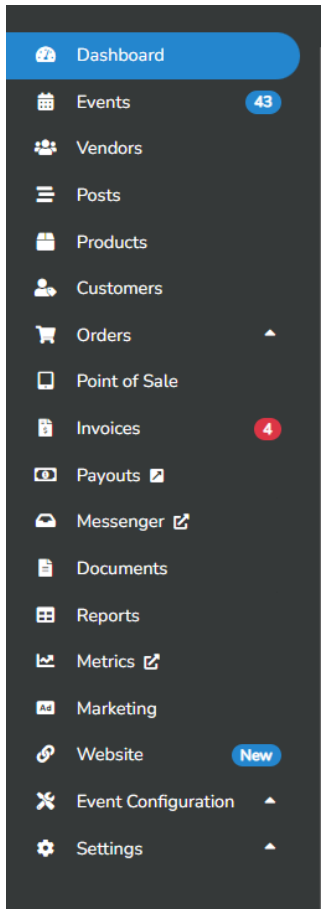 Dashboard
Events 43
Vendors
Posts
Products
Customers
Orders
Point of Sale
Invoices 4
Payouts
Messenger
Documents
Reports
Metrics
Ad Marketing
Website New
Event Configuration
Settings